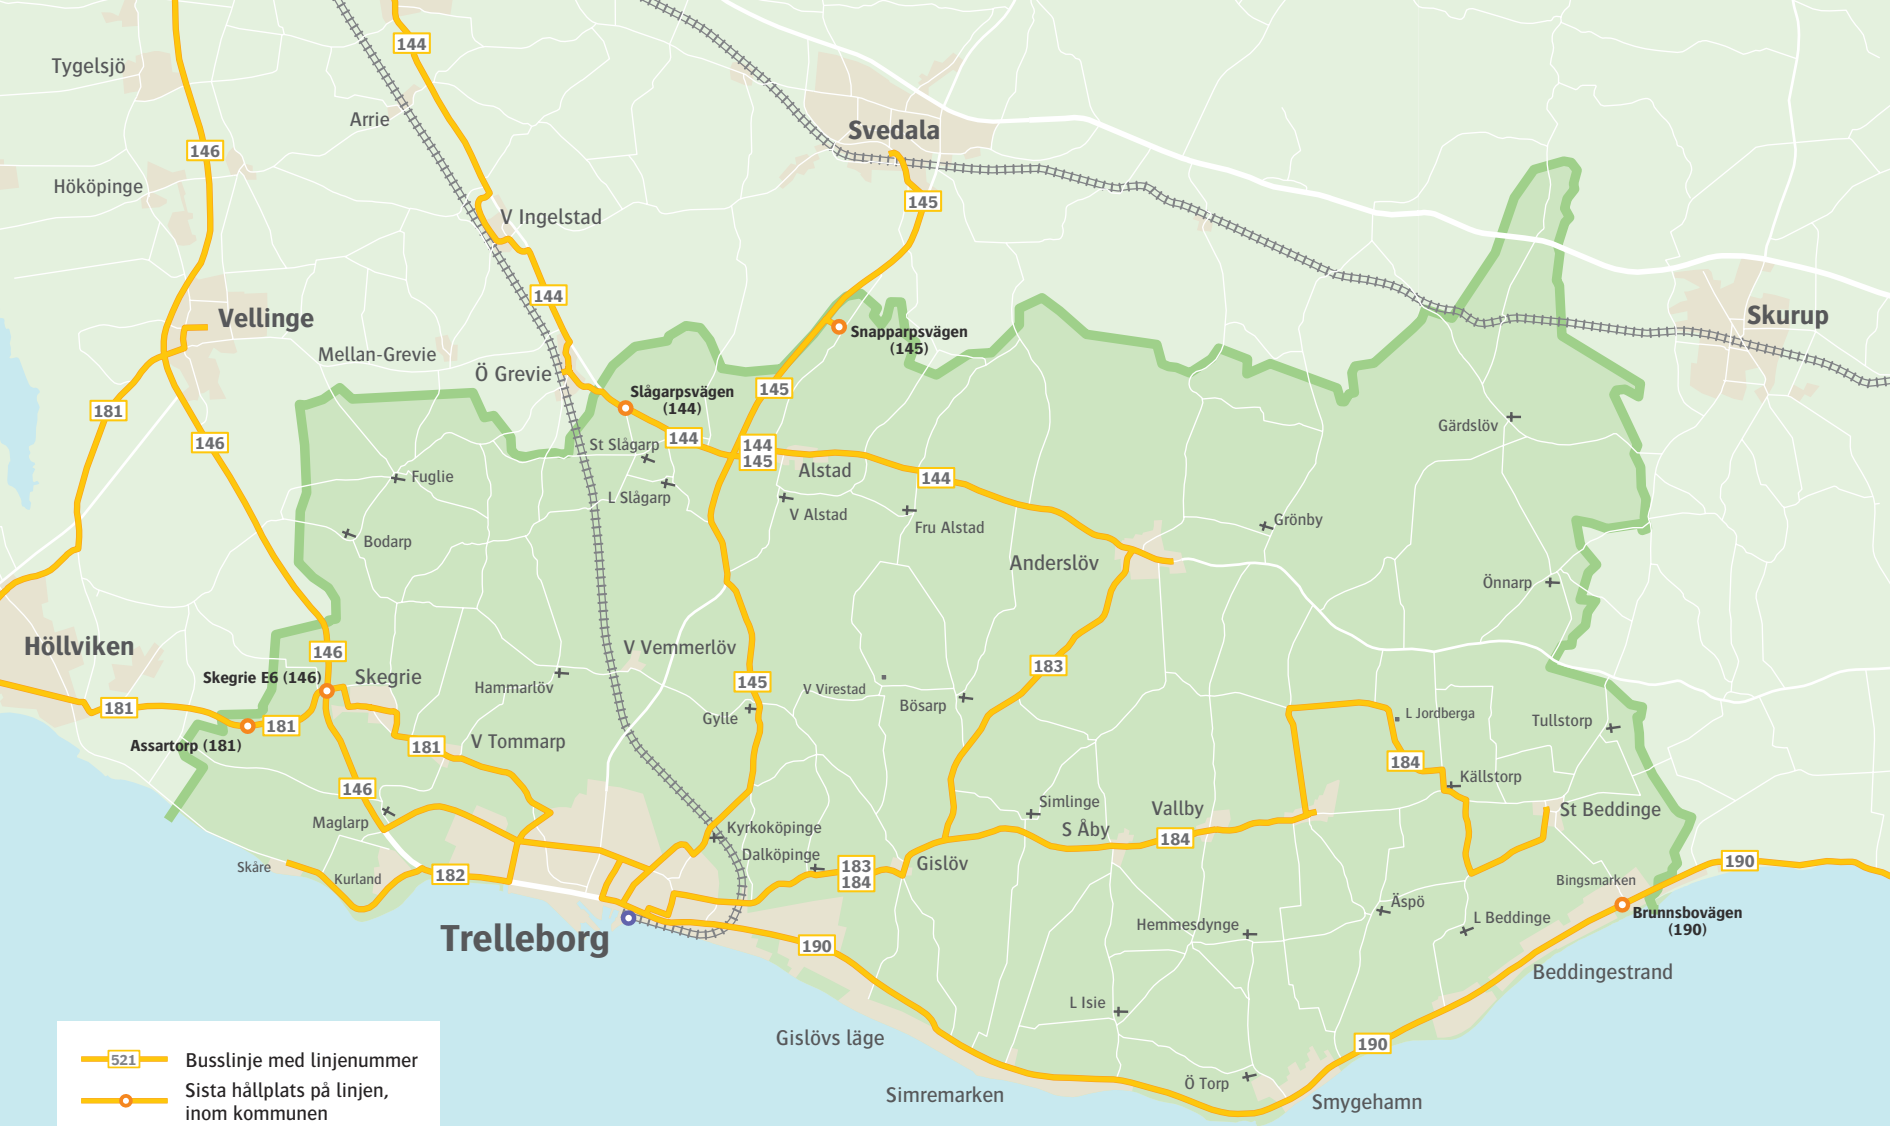 144
Tygelsjö
Arrie
Svedala
146
Hököpinge
145
V Ingelstad
144
Vellinge
Skurup
Snapparpsvägen
(145)
Mellan-Grevie
Ö Grevie
Slågarpsvägen
(144)
145
181
Gärdslöv
146
144
144
145
St Slågarp
Alstad
Fuglie
144
L Slågarp
V Alstad
Fru Alstad
Grönby
Bodarp
Anderslöv
Önnarp
Höllviken
146
V Vemmerlöv
183
Skegrie E6 (146)
Skegrie
Hammarlöv
145
V Virestad
Bösarp
181
Gylle
L Jordberga
Tullstorp
181
Assartorp (181)
181
V Tommarp
184
Källstorp
146
Simlinge
Vallby
St Beddinge
Maglarp
Kyrkoköpinge
S Åby
184
Dalköpinge
Gislöv
190
Skåre
183
184
182
Kurland
Bingsmarken
Äspö
Brunnsbovägen
(190)
L Beddinge
Hemmesdynge
Trelleborg
190
Beddingestrand
L Isie
Gislövs läge
190
Ö Torp
Simremarken
Smygehamn
521
Busslinje med linjenummer
Sista hållplats på linjen,
inom kommunen